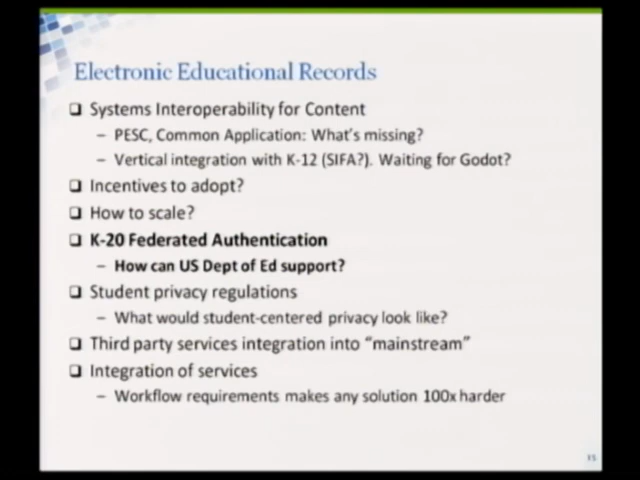 Electronic Educational Records
❑ Systems Interoperability for Content
– PESC, Common Application: What's missing?
– Vertical integration with K-12 (SIFA?). Waiting for Godot?
❑ Incentives to adopt?
❑ How to scale?
❑ K-20 Federated Authentication
– How can US Dept of Ed support?
❑ Student privacy regulations
– What would student-centered privacy look like?
❑ Third party services integration into "mainstream"
❑ Integration of services
– Workflow requirements makes any solution 100x harder